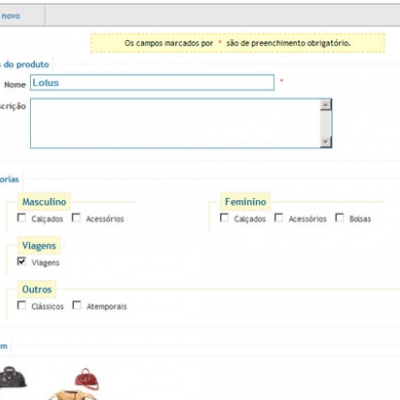 novo
Os campos marcados por * são de preenchimento obrigatório.
s do produto
Nome Lotus *
scrição
orias
Masculino
Feminino
Calçados Acessórios
Calçados Acessórios Bolsas
Viagens
Viagens
Outros
Clássicos Atemporais
m